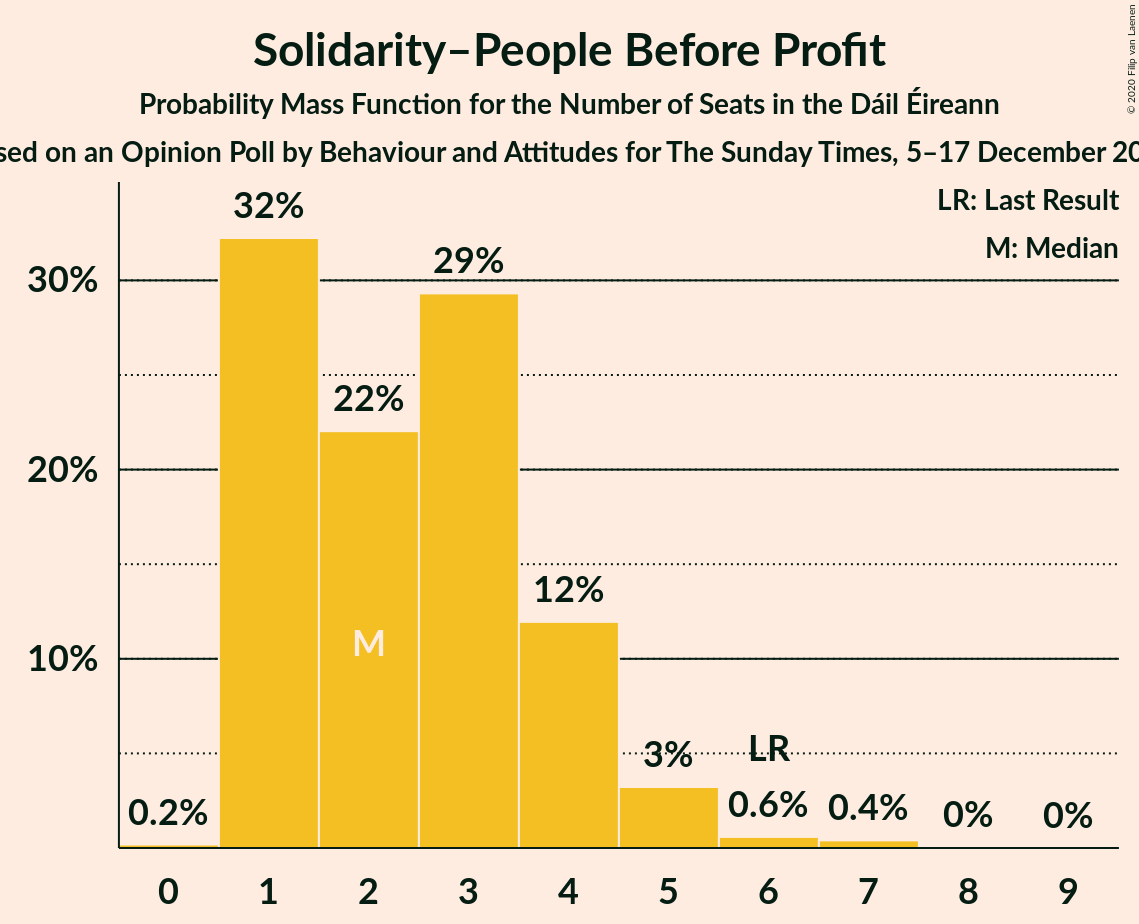 Solidarity–People Before Profit
Probability Mass Function for the Number of Seats in the Dáil Éireann
on an Opinion Poll by Behaviour and Attitudes for The Sunday Times, 5–17 December
© 2020 Filip van Laenen
LR: Last Result
M: Median
32%
29%
30%
22%
20%
12%
M
10%
3%
LR
0.2%
0.6%
0.4%
0%
0%
0 1 2 3 4 5 6 7 8 9